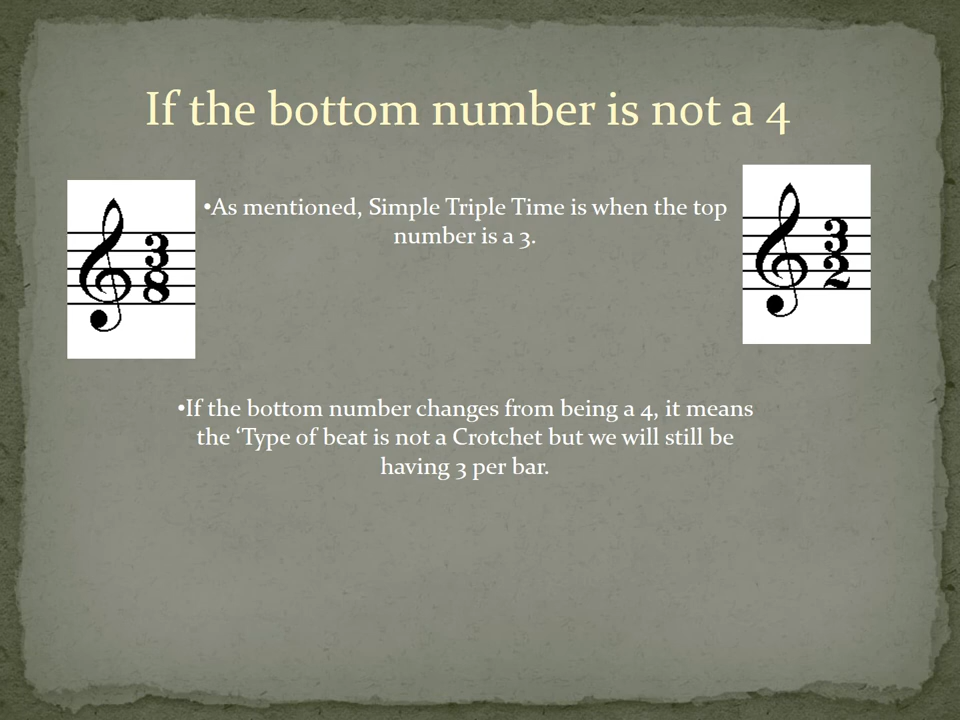 If the bottom number is not a 4
•As mentioned, Simple Triple Time is when the top
number is a 3.
3
8
3
2
•If the bottom number changes from being a 4, it means
the ‘Type of beat is not a Crotchet but we will still be
having 3 per bar.